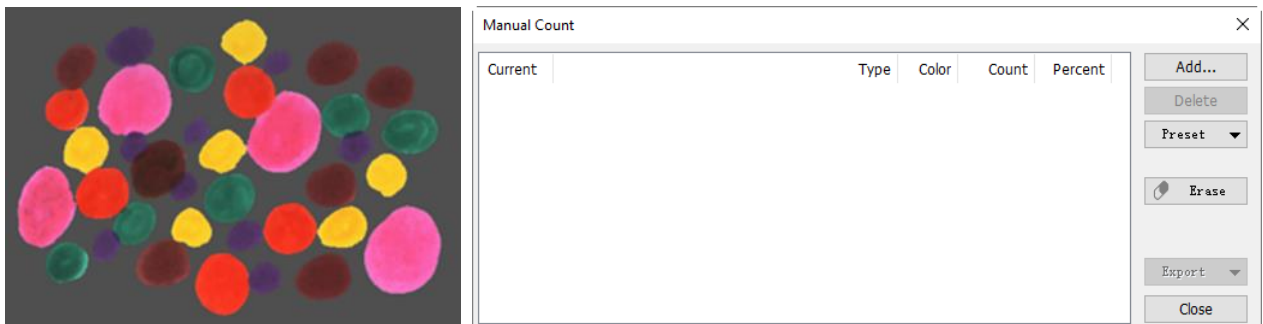 Manual Count
Current Type Color Count Percent
Add...
Delete
Preset
Erase
Export
Close